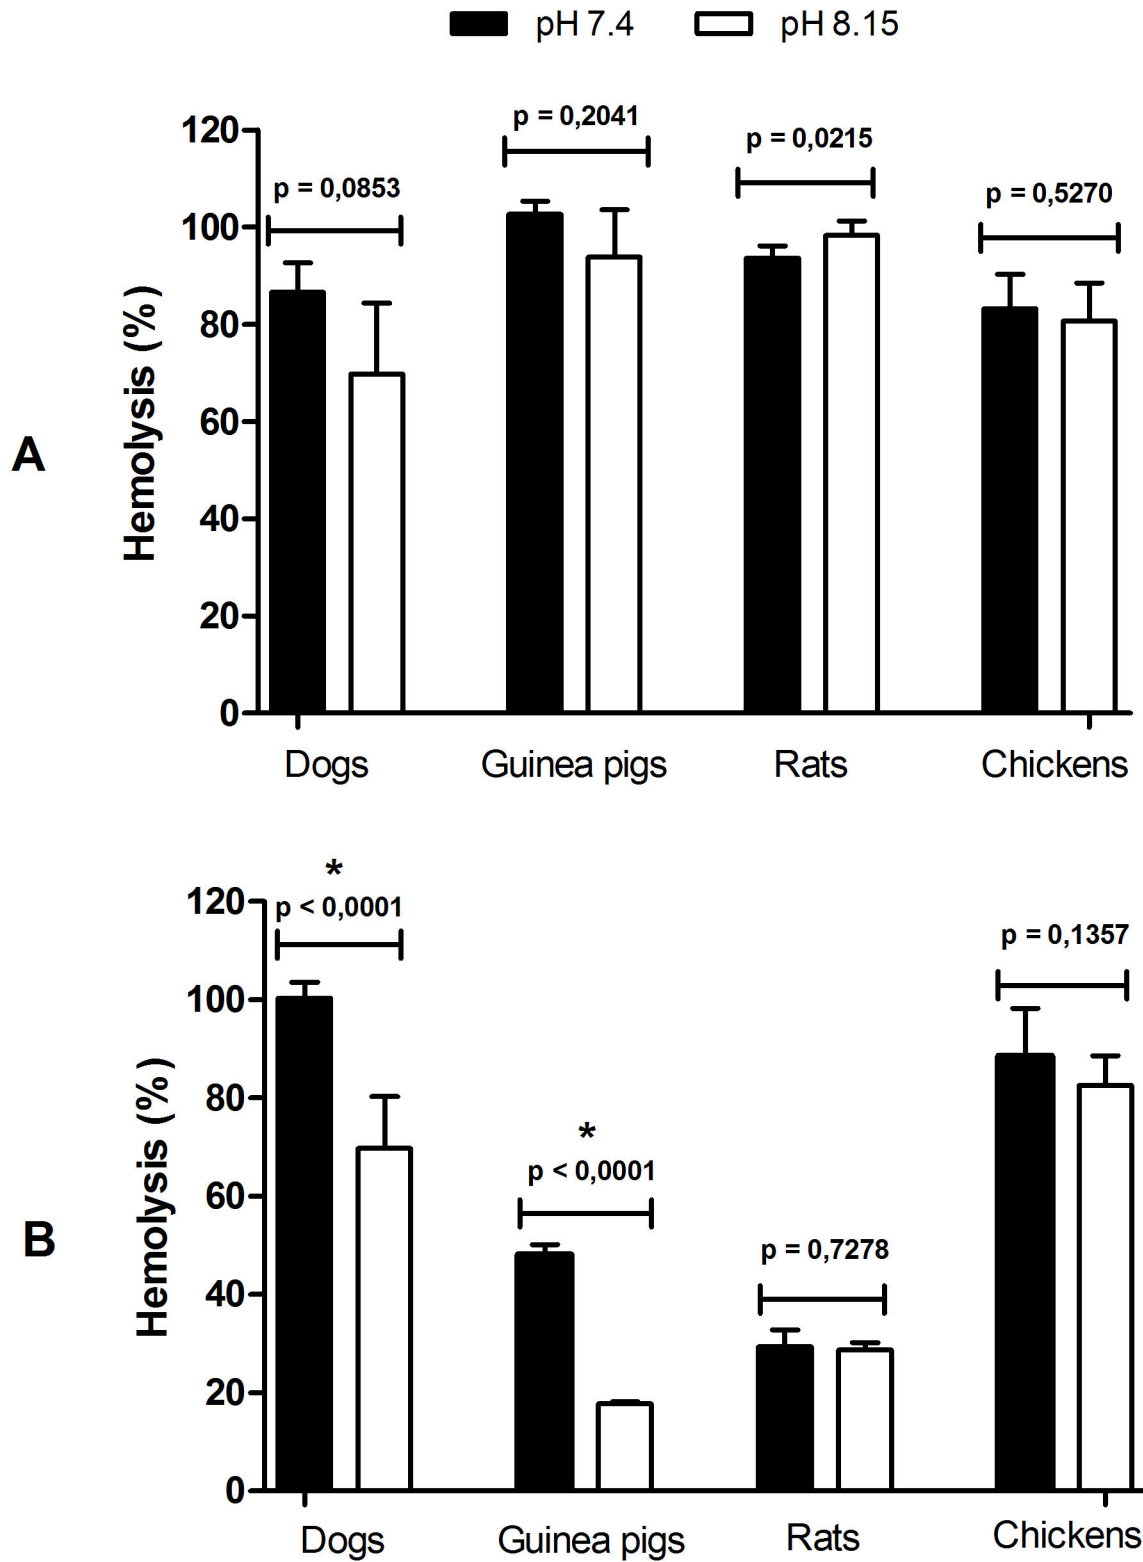 pH 7.4 pH 8.15
p = 0,0853 p = 0,2041 p = 0,0215 p = 0,5270
120
100
80
60
40
20
0
Hemolysis (%)
A
Dogs Guinea pigs Rats Chickens
*
p < 0,0001
*
p < 0,0001
p = 0,7278
p = 0,1357
120
100
80
60
40
20
0
Hemolysis (%)
B
Dogs Guinea pigs Rats Chickens